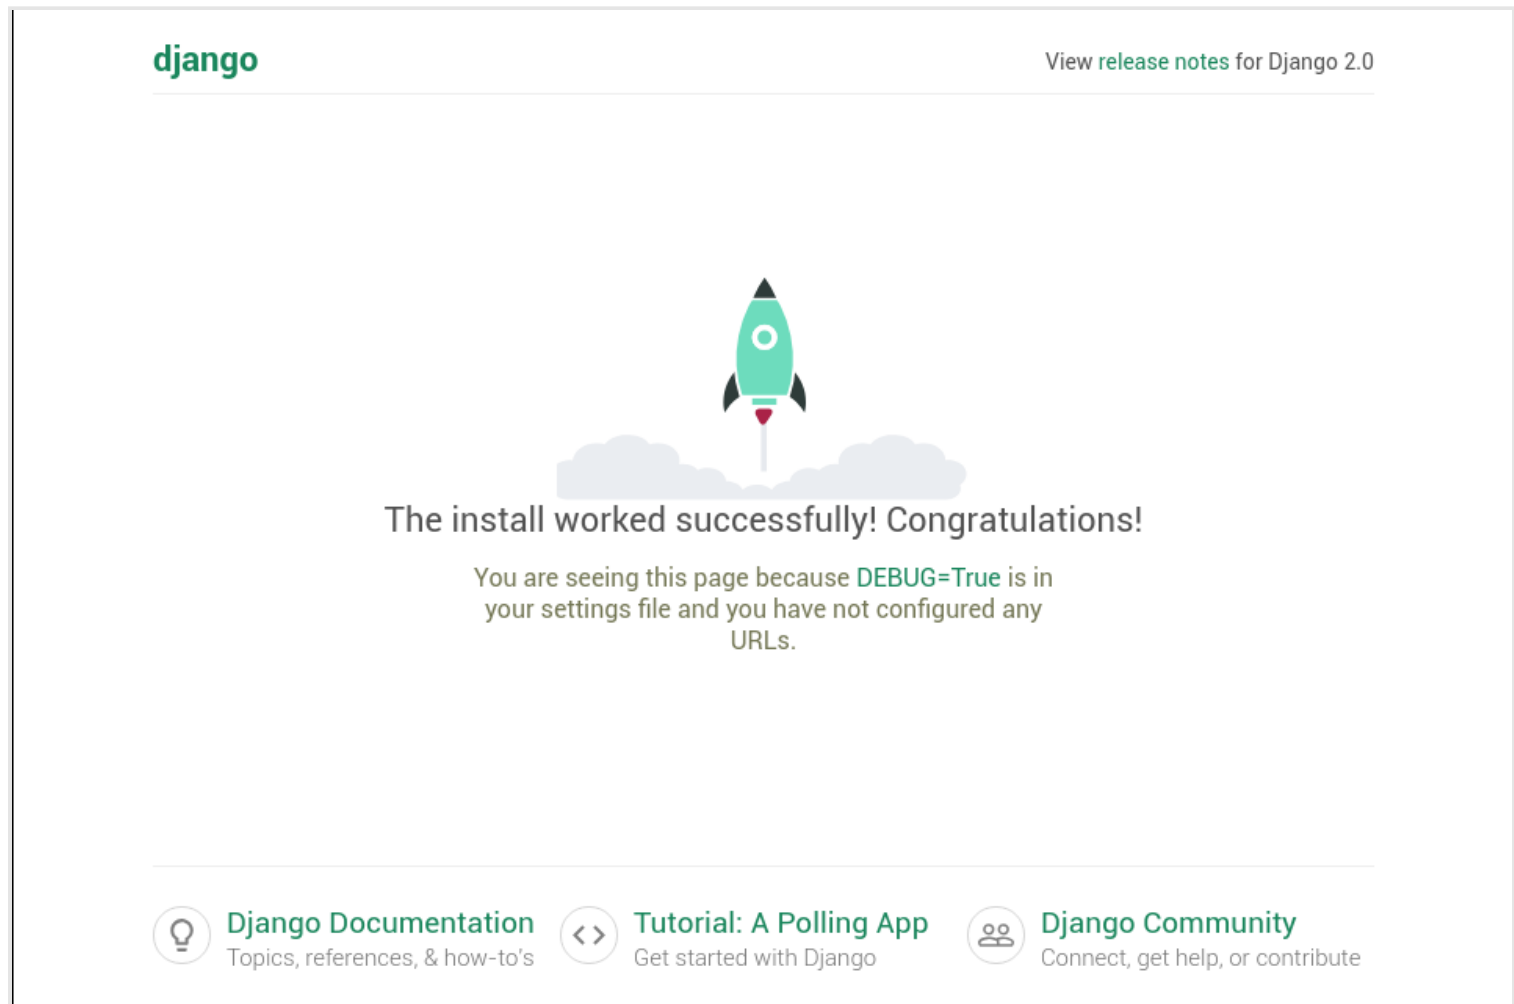 django
View release notes for Django 2.0
The install worked successfully! Congratulations!
You are seeing this page because DEBUG=True is in
your settings file and you have not configured any
URLs.
Django Documentation
Topics, references, & how-to's
Tutorial: A Polling App
Get started with Django
Django Community
Connect, get help, or contribute